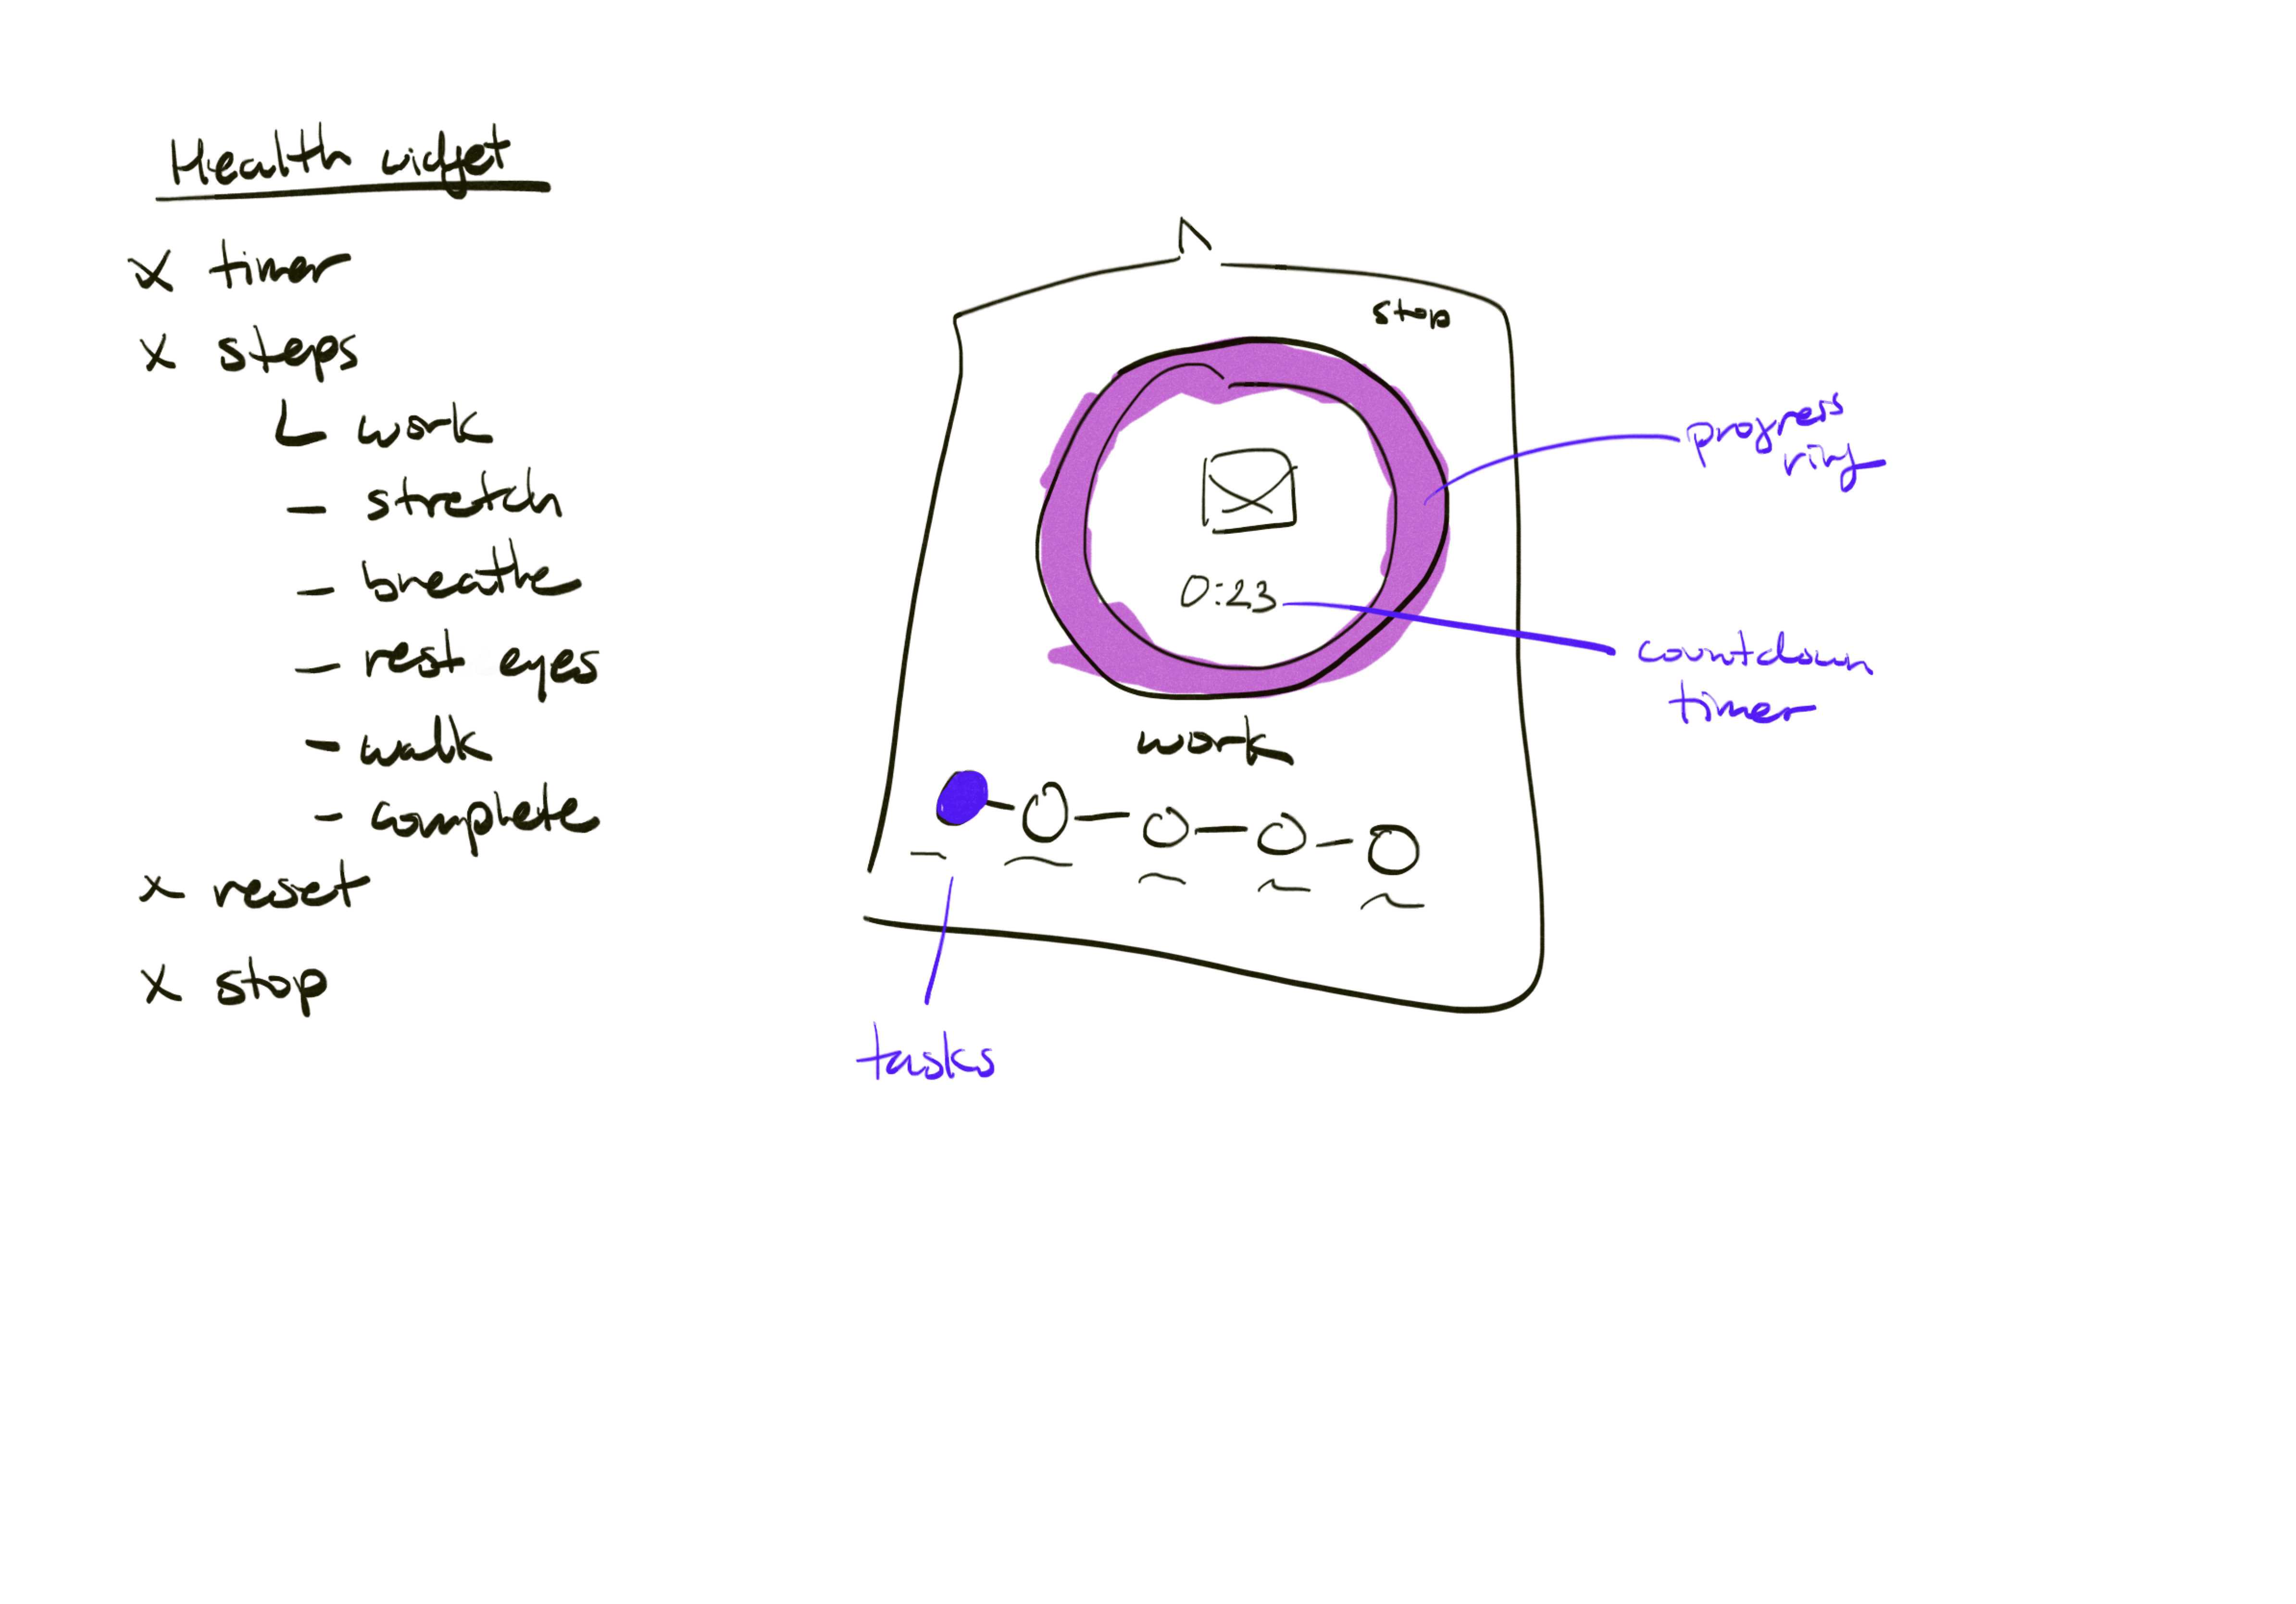 Health widget
x timer
x steps
work
- stretch
- breathe
- rest eyes
- walk
- complete
x reset
x stop
stop
progress
ring
0:23
countdown
timer
work
tasks